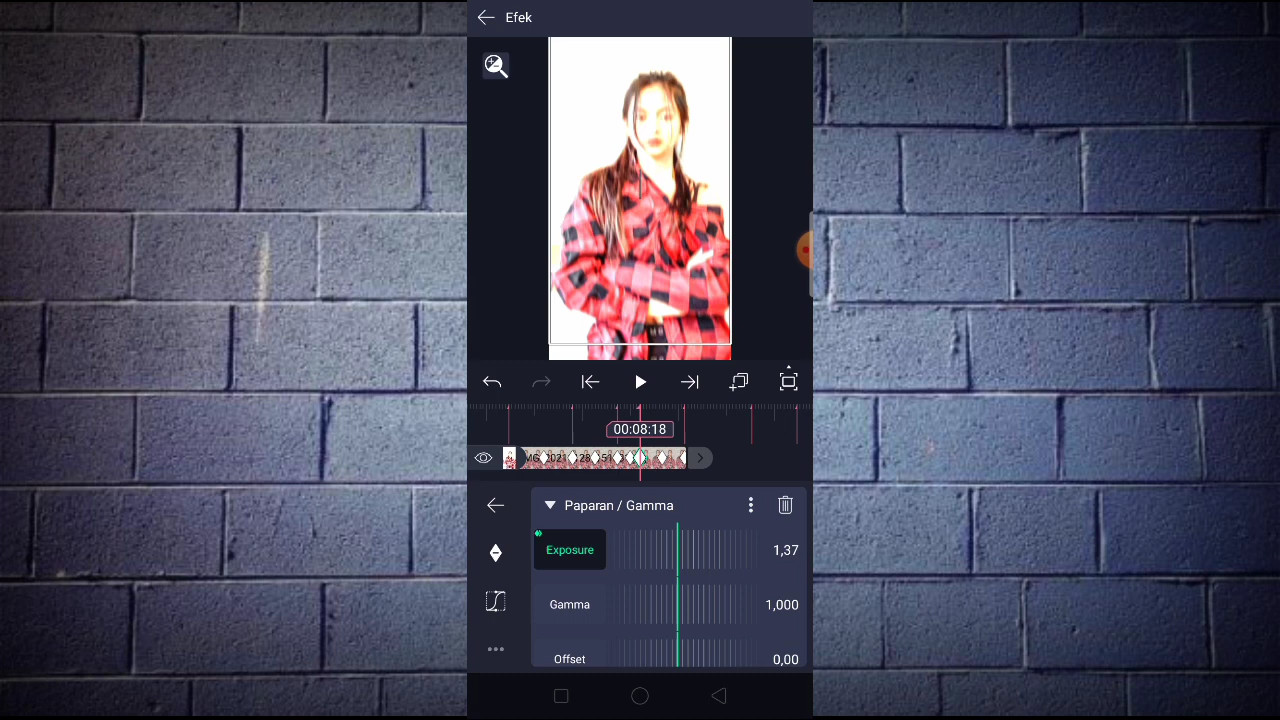 Efek
00:08:18
Paparan / Gamma
Exposure
1,37
Gamma
1,000
Offset
0,00